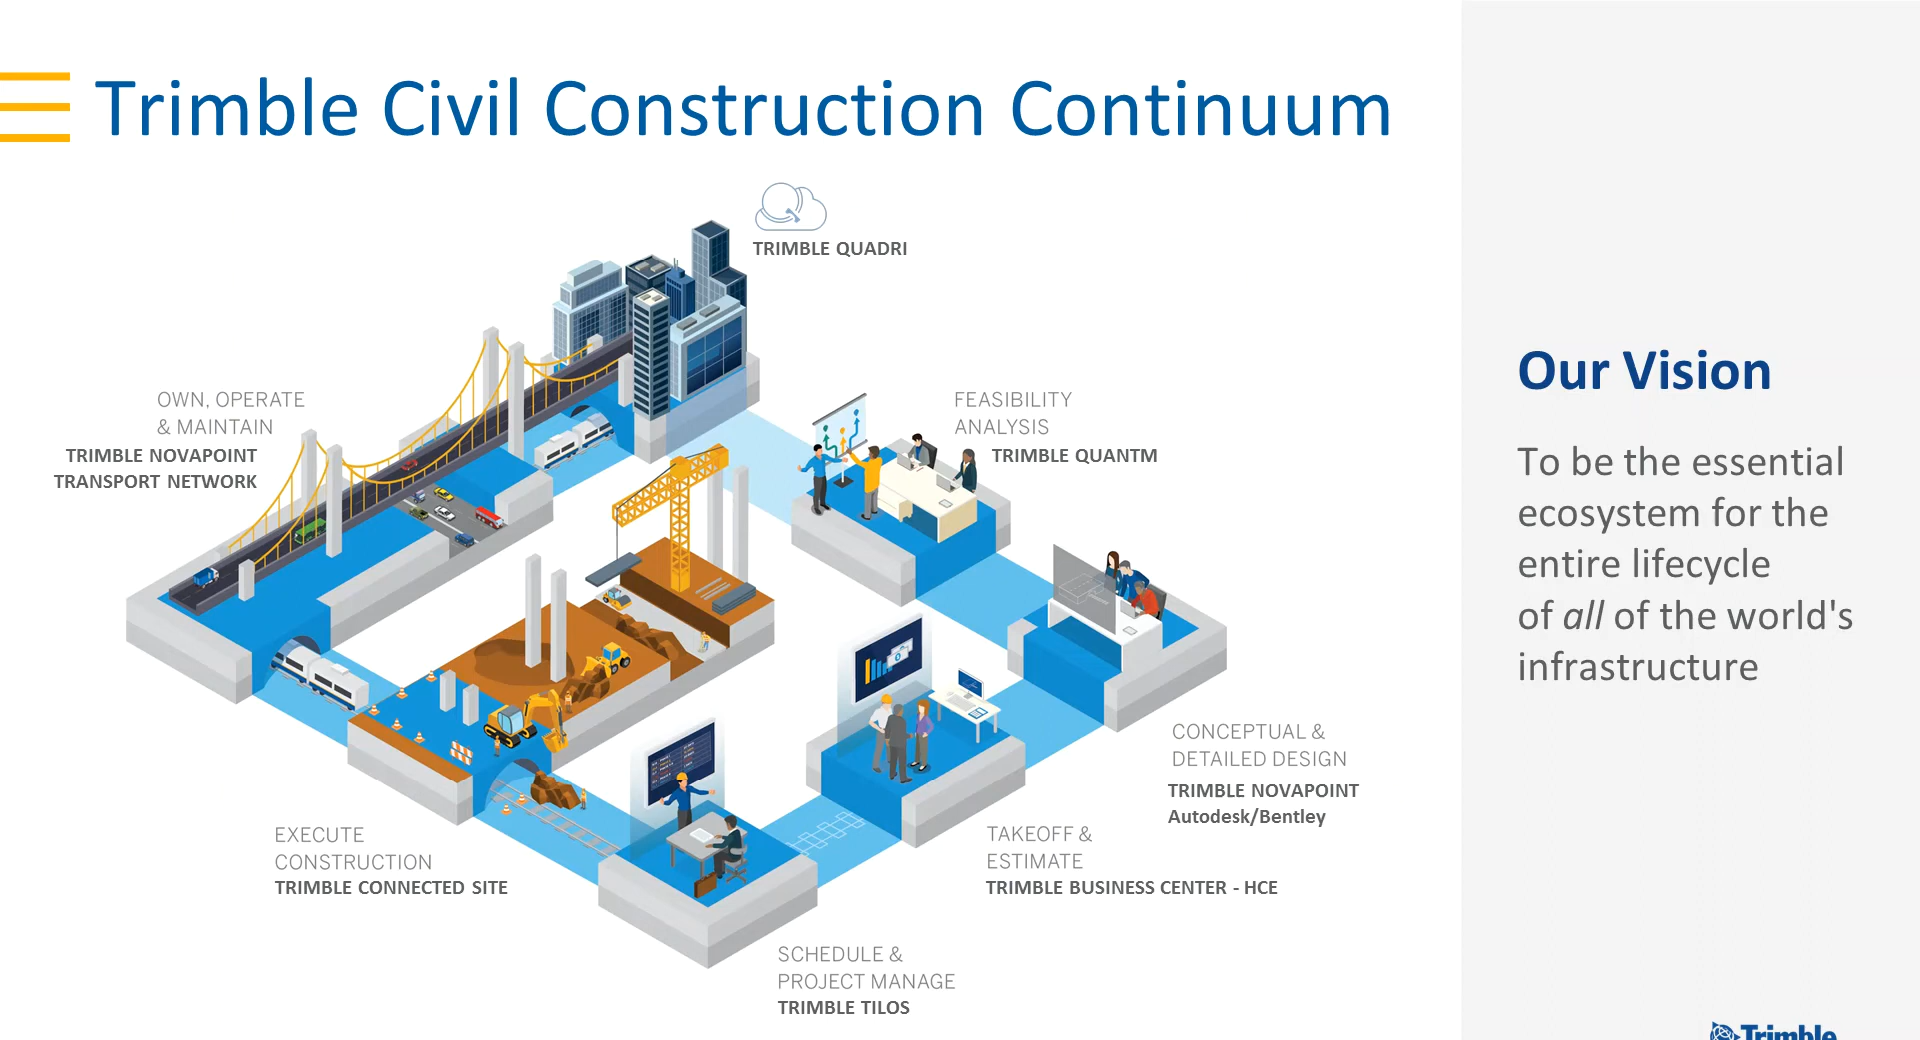 Trimble Civil Construction Continuum
TRIMBLE QUADRI
OWN, OPERATE
& MAINTAIN
TRIMBLE NOVAPOINT
TRANSPORT NETWORK
FEASIBILITY
ANALYSIS
TRIMBLE QUANTM
CONCEPTUAL &
DETAILED DESIGN
TRIMBLE NOVAPOINT
Autodesk/Bentley
EXECUTE
CONSTRUCTION
TRIMBLE CONNECTED SITE
TAKEOFF &
ESTIMATE
TRIMBLE BUSINESS CENTER - HCE
SCHEDULE &
PROJECT MANAGE
TRIMBLE TILOS
Our Vision
To be the essential
ecosystem for the
entire lifecycle
of all of the world's
infrastructure
Trimble